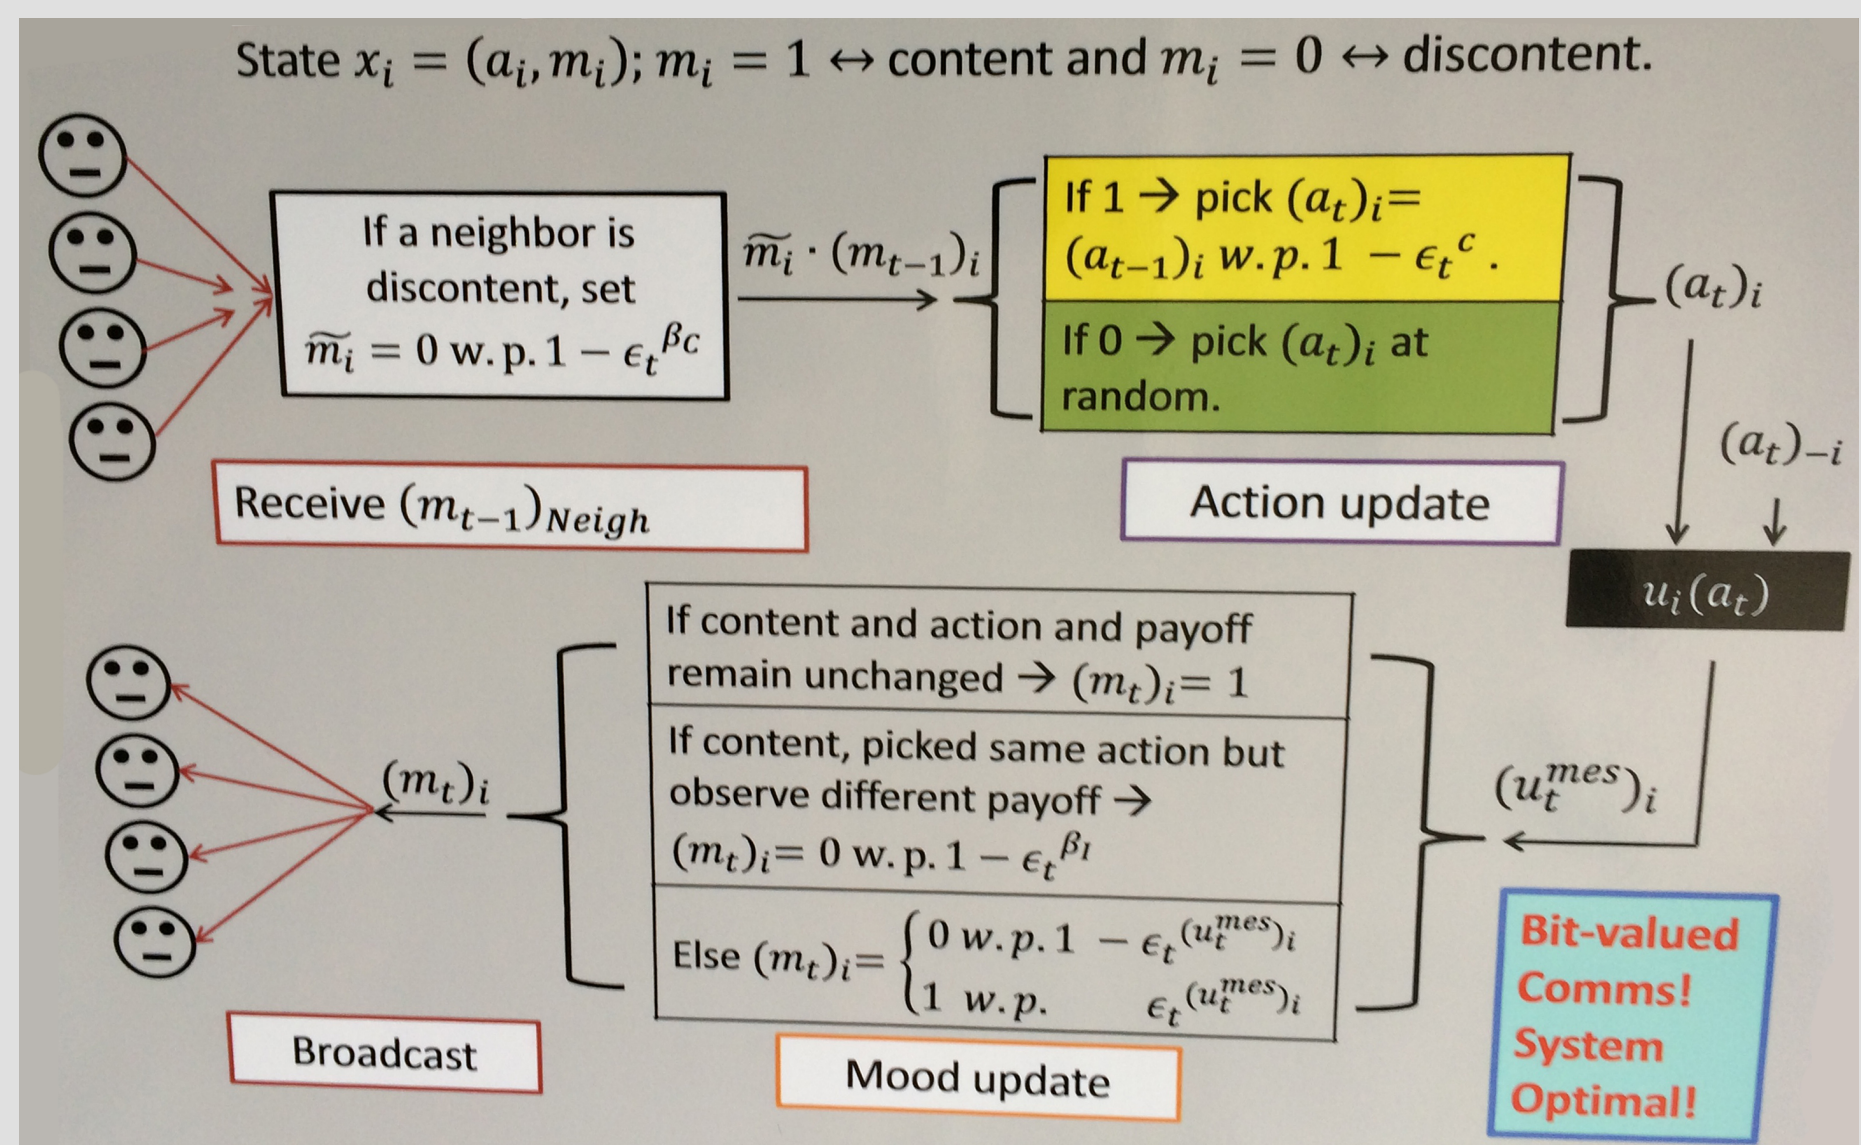 State xᵢ = (aᵢ, mᵢ); mᵢ = 1 ↔ content and mᵢ = 0 ↔ discontent.
If a neighbor is
discontent, set
m̃ᵢ = 0 w.p. 1 − ϵₜ^{β_C}
m̃ᵢ · (mₜ₋₁)ᵢ
If 1 → pick (aₜ)ᵢ=
(aₜ₋₁)ᵢ w.p. 1 − ϵₜ^c .
If 0 → pick (aₜ)ᵢ at
random.
(aₜ)ᵢ
(aₜ)₋ᵢ
Receive (mₜ₋₁)_{Neigh}
Action update
uᵢ(aₜ)
If content and action and payoff
remain unchanged → (mₜ)ᵢ= 1
If content, picked same action but
observe different payoff →
(mₜ)ᵢ= 0 w.p. 1 − ϵₜ^{β_I}
Else (mₜ)ᵢ= { 0 w.p. 1 − ϵₜ^{(uₜ^{mes})ᵢ}
1 w.p. ϵₜ^{(uₜ^{mes})ᵢ}
(uₜ^{mes})ᵢ
(mₜ)ᵢ
Broadcast
Mood update
Bit-valued
Comms!
System
Optimal!